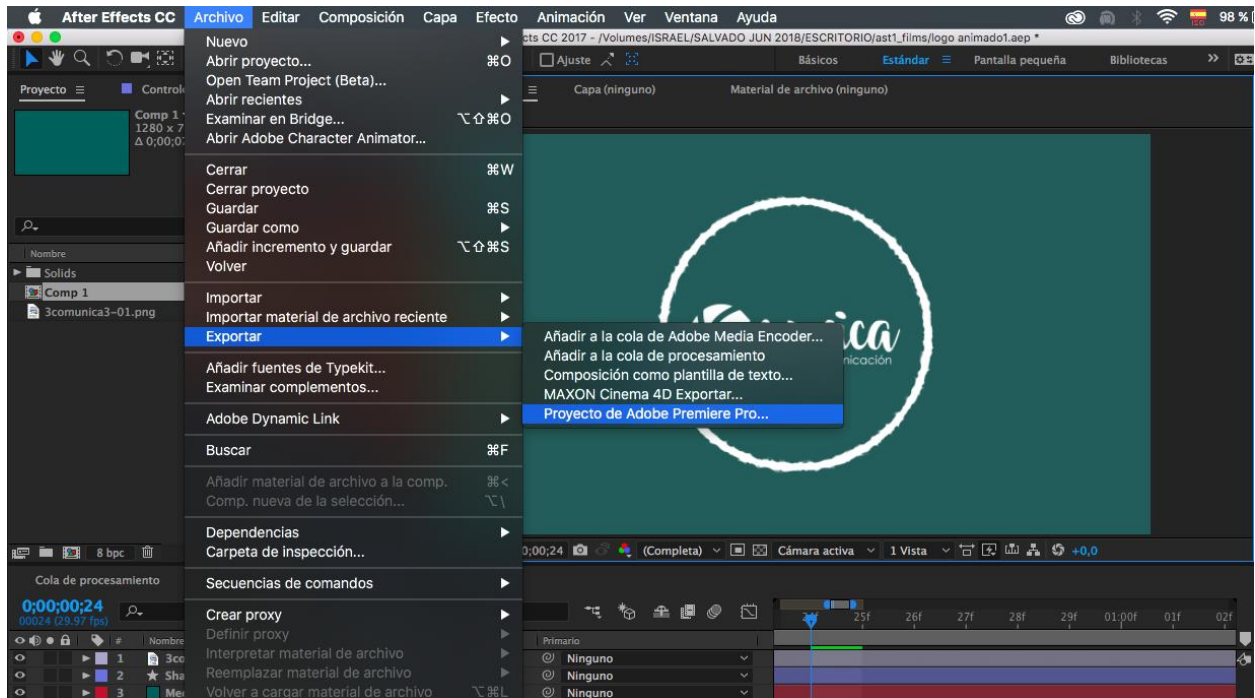 After Effects CC Archivo Editar Composición Capa Efecto Animación Ver Ventana Ayuda 98 %
cts CC 2017 - /Volumes/ISRAEL/SALVADO JUN 2018/ESCRITORIO/ast1_films/logo animado1.aep *
Ajuste Básicos Estándar Pantalla pequeña Bibliotecas
Proyecto Control
Capa (ninguno) Material de archivo (ninguno)
Comp 1
1280 x 7
Δ 0;00;0
Nombre
Solids
Comp 1
3comunica3-01.png
8 bpc
Nuevo
Abrir proyecto... ⌘O
Open Team Project (Beta)...
Abrir recientes
Examinar en Bridge... ⌥⇧⌘O
Abrir Adobe Character Animator...
Cerrar ⌘W
Cerrar proyecto
Guardar ⌘S
Guardar como
Añadir incremento y guardar ⌥⇧⌘S
Volver
Importar
Importar material de archivo reciente
Exportar
Añadir fuentes de Typekit...
Examinar complementos...
Adobe Dynamic Link
Buscar ⌘F
Añadir material de archivo a la comp. ⌘<
Comp. nueva de la selección... ⌥\
Dependencias
Carpeta de inspección...
Secuencias de comandos
Crear proxy
Definir proxy
Interpretar material de archivo
Reemplazar material de archivo
Volver a cargar material de archivo ⌥⌘L
Añadir a la cola de Adobe Media Encoder...
Añadir a la cola de procesamiento
Composición como plantilla de texto...
MAXON Cinema 4D Exportar...
Proyecto de Adobe Premiere Pro...
ica
nicación
0;00;24 (Completa) Cámara activa 1 Vista +0,0
Cola de procesamiento
0;00;00;24
00024 (29.97 fps)
25f 26f 27f 28f 29f 01:00f 01f 02f
# Nombre Primario
1 3co Ninguno
2 Sha Ninguno
3 Med Ninguno